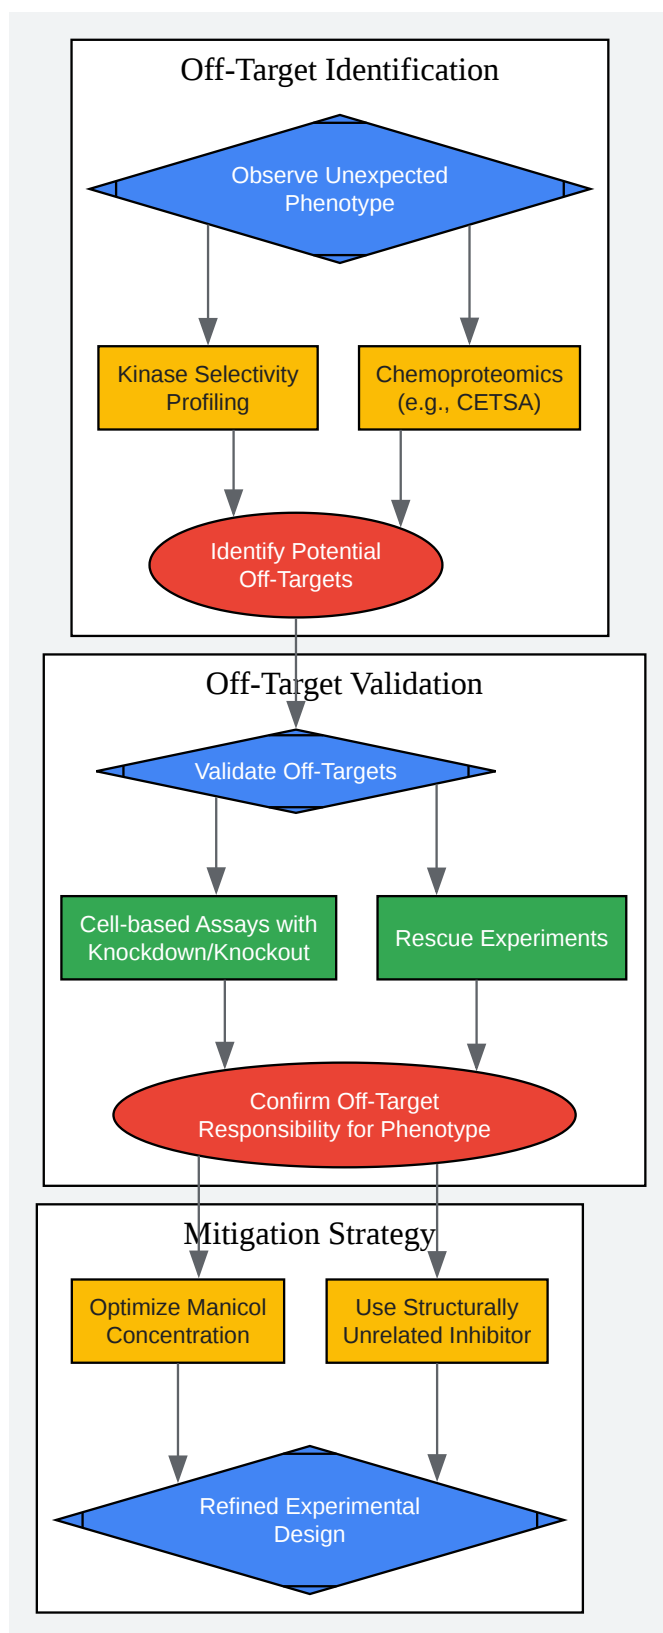 Off-Target Identification
Observe Unexpected
Phenotype
Kinase Selectivity
Profiling
Chemoproteomics
(e.g., CETSA)
Identify Potential
Off-Targets
Off-Target Validation
Validate Off-Targets
Cell-based Assays with
Knockdown/Knockout
Rescue Experiments
Confirm Off-Target
Responsibility for Phenotype
Mitigation Strategy
Optimize Manicol
Concentration
Use Structurally
Unrelated Inhibitor
Refined Experimental
Design